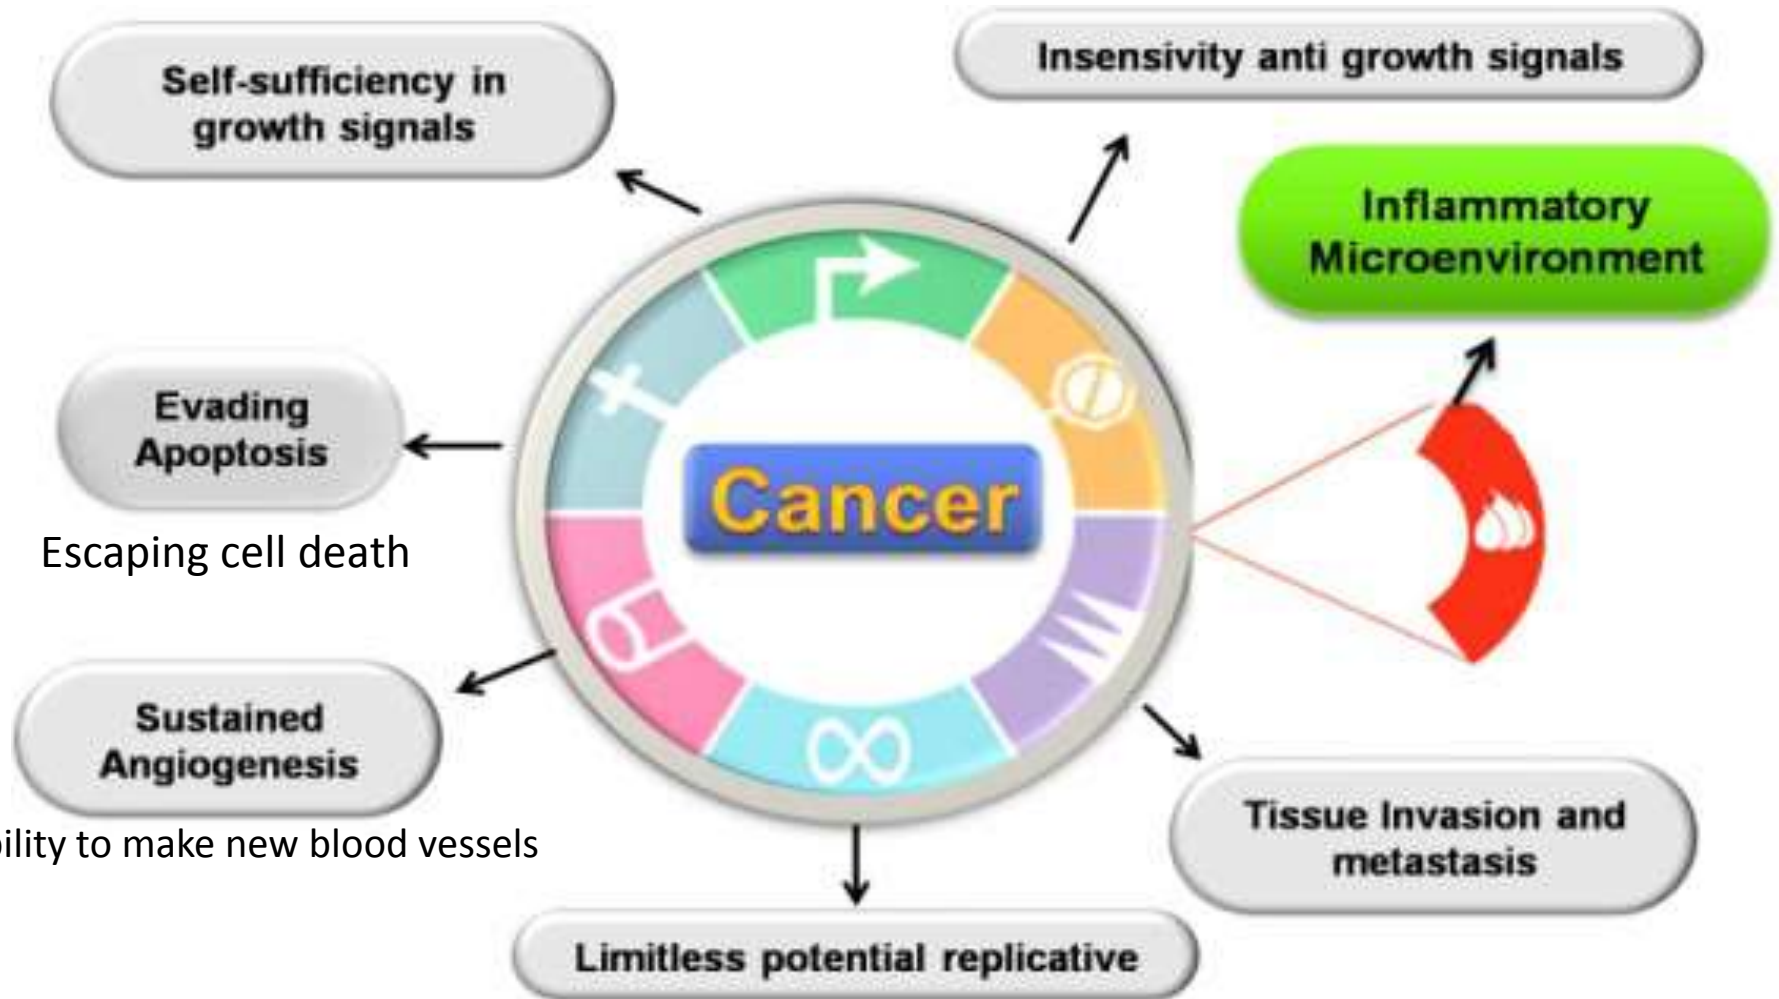 Self-sufficiency in
growth signals
Insensivity anti growth signals
Inflammatory
Microenvironment
Evading
Apoptosis
Cancer
Escaping cell death
Sustained
Angiogenesis
to make new blood vessels
Tissue Invasion and
metastasis
Limitless potential replicative